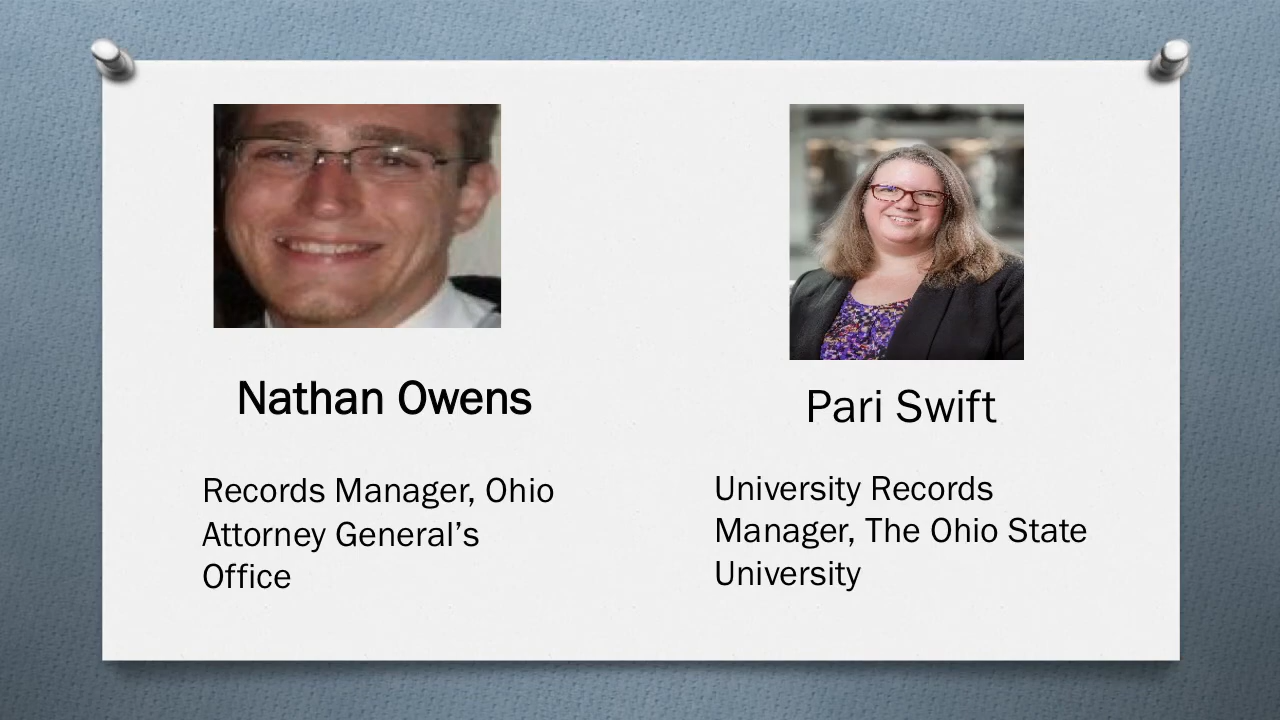 Nathan Owens
Records Manager, Ohio
Attorney General’s
Office
Pari Swift
University Records
Manager, The Ohio State
University